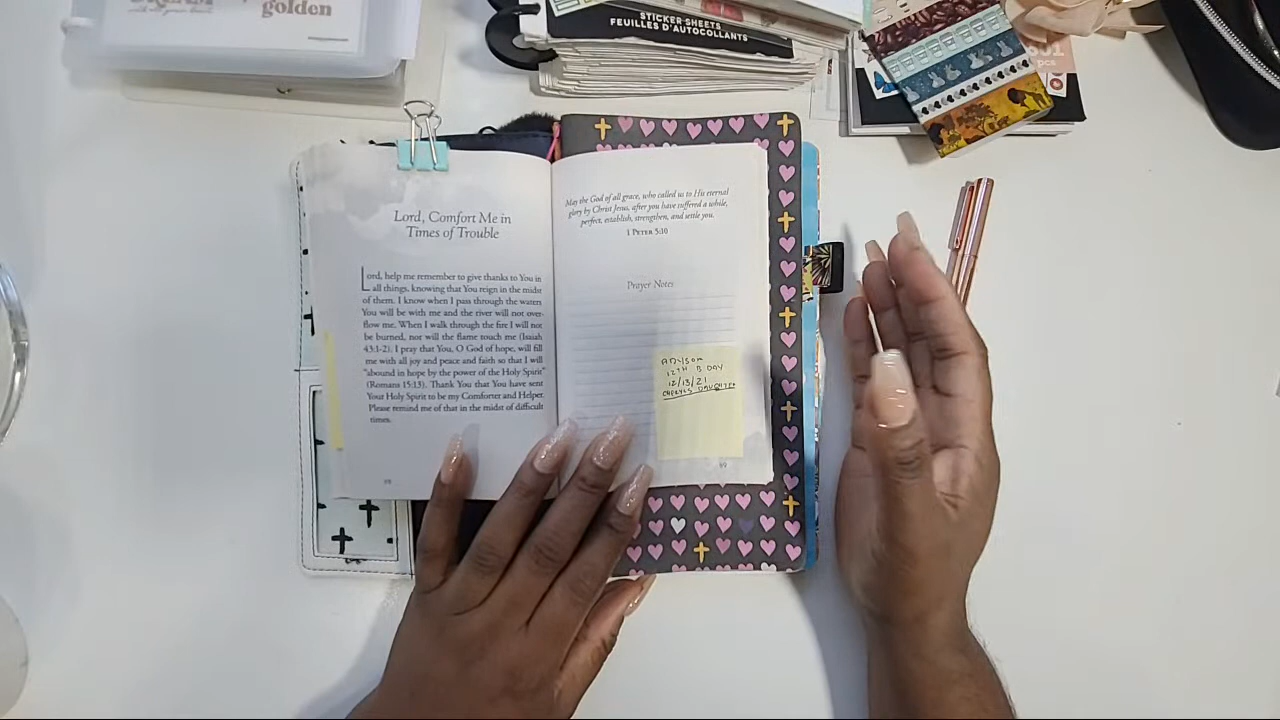 DREAM
golden
STICKER SHEETS
FEUILLES D'AUTOCOLLANTS
pcs
Lord, Comfort Me in
Times of Trouble
Lord, help me remember to give thanks to You in
all things, knowing that You reign in the midst
of them. I know when I pass through the waters
You will be with me and the river will not over-
flow me. When I walk through the fire I will not
be burned, nor will the flame touch me (Isaiah
43:1-2). I pray that You, O God of hope, will fill
me with all joy and peace and faith so that I will
"abound in hope by the power of the Holy Spirit"
(Romans 15:13). Thank You that You have sent
Your Holy Spirit to be my Comforter and Helper.
Please remind me of that in the midst of difficult
times.
May the God of all grace, who called us to His eternal
glory by Christ Jesus, after you have suffered a while,
perfect, establish, strengthen, and settle you.
1 Peter 5:10
Prayer Notes
ADYSON
12TH B DAY
12/13/21
CHERYL'S DAUGHTER